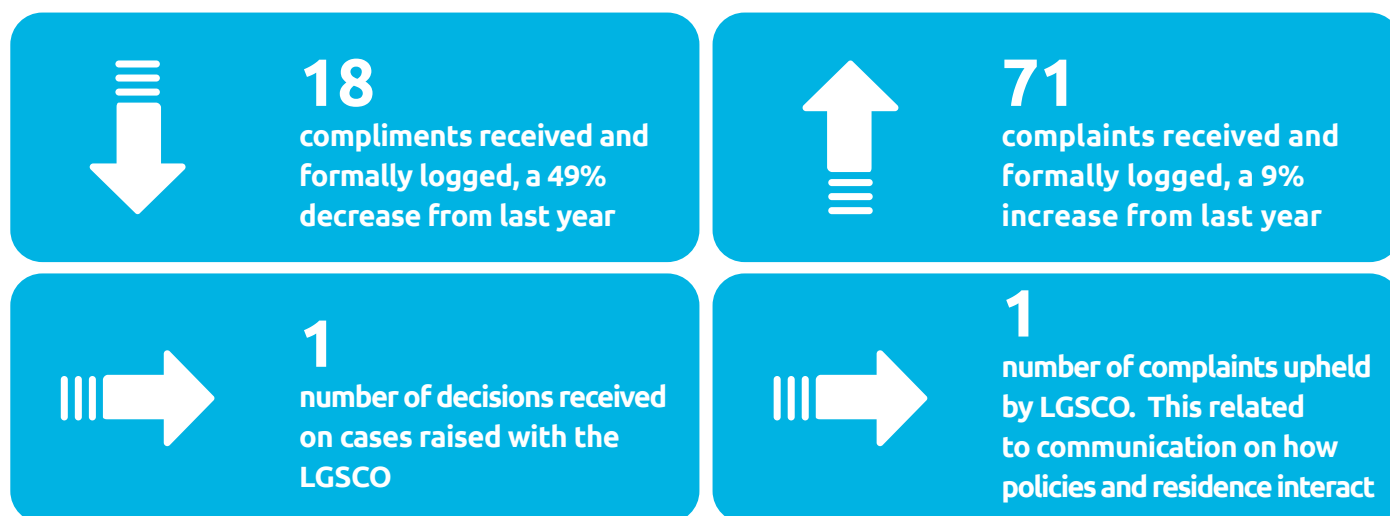 18
compliments received and
formally logged, a 49%
decrease from last year
71
complaints received and
formally logged, a 9%
increase from last year
1
number of decisions received
on cases raised with the
LGSCO
1
number of complaints upheld
by LGSCO.  This related
to communication on how
policies and residence interact